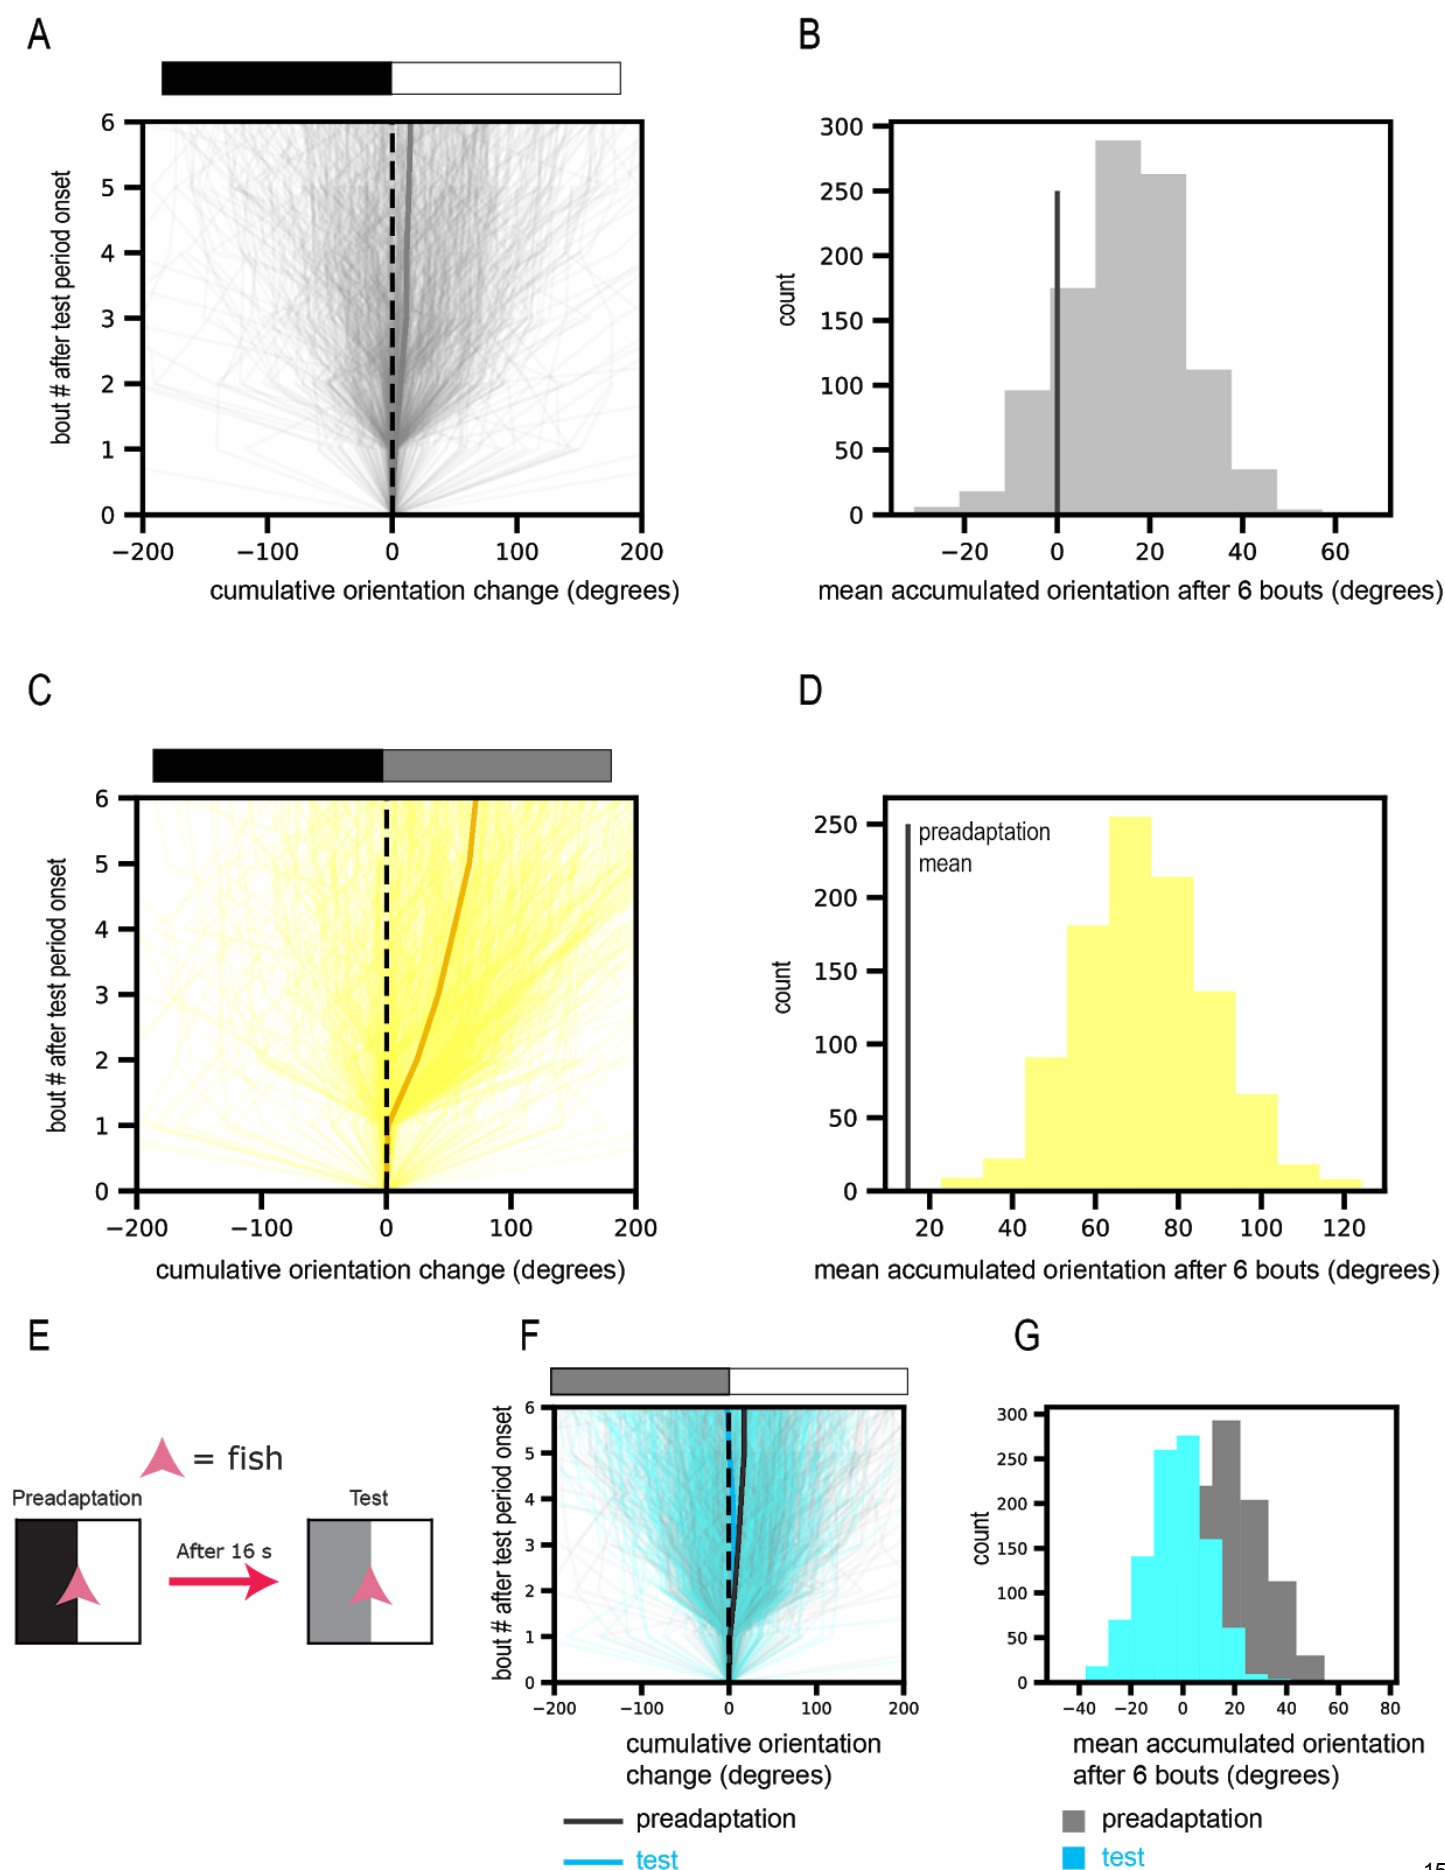 A
B
6
5
4
3
2
1
0
bout # after test period onset
−200
−100
0
100
200
cumulative orientation change (degrees)
300
250
200
150
100
50
0
count
−20
0
20
40
60
mean accumulated orientation after 6 bouts (degrees)
C
D
6
5
4
3
2
1
0
bout # after test period onset
−200
−100
0
100
200
cumulative orientation change (degrees)
preadaptation
mean
250
200
150
100
50
0
count
20
40
60
80
100
120
mean accumulated orientation after 6 bouts (degrees)
E
F
G
= fish
Preadaptation
Test
After 16 s
6
5
4
3
2
1
0
bout # after test period onset
−200
−100
0
100
200
cumulative orientation
change (degrees)
preadaptation
test
300
250
200
150
100
50
0
count
−40
−20
0
20
40
60
80
mean accumulated orientation
after 6 bouts (degrees)
preadaptation
test